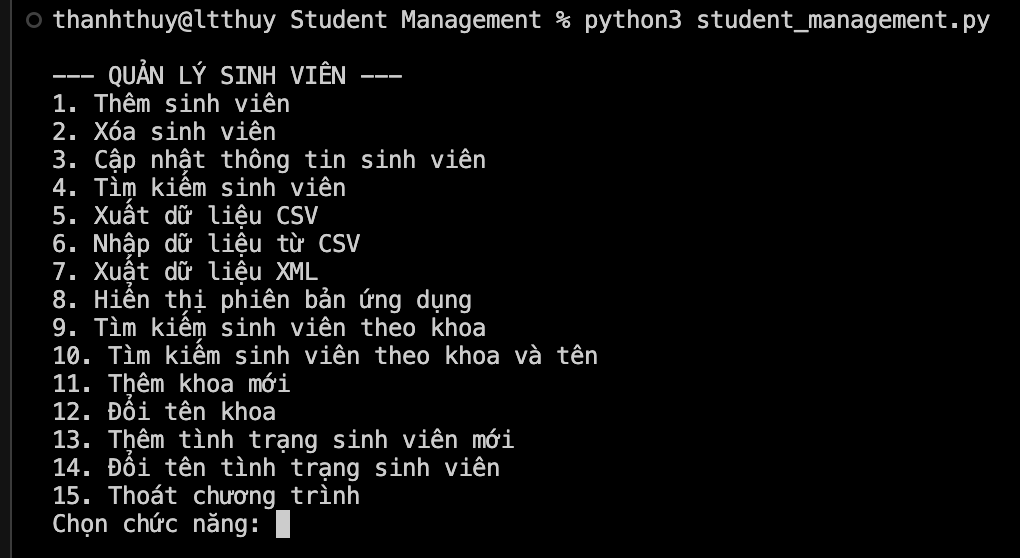 thanhthuy@ltthuy Student Management % python3 student_management.py
--- QUẢN LÝ SINH VIÊN ---
1. Thêm sinh viên
2. Xóa sinh viên
3. Cập nhật thông tin sinh viên
4. Tìm kiếm sinh viên
5. Xuất dữ liệu CSV
6. Nhập dữ liệu từ CSV
7. Xuất dữ liệu XML
8. Hiển thị phiên bản ứng dụng
9. Tìm kiếm sinh viên theo khoa
10. Tìm kiếm sinh viên theo khoa và tên
11. Thêm khoa mới
12. Đổi tên khoa
13. Thêm tình trạng sinh viên mới
14. Đổi tên tình trạng sinh viên
15. Thoát chương trình
Chọn chức năng: